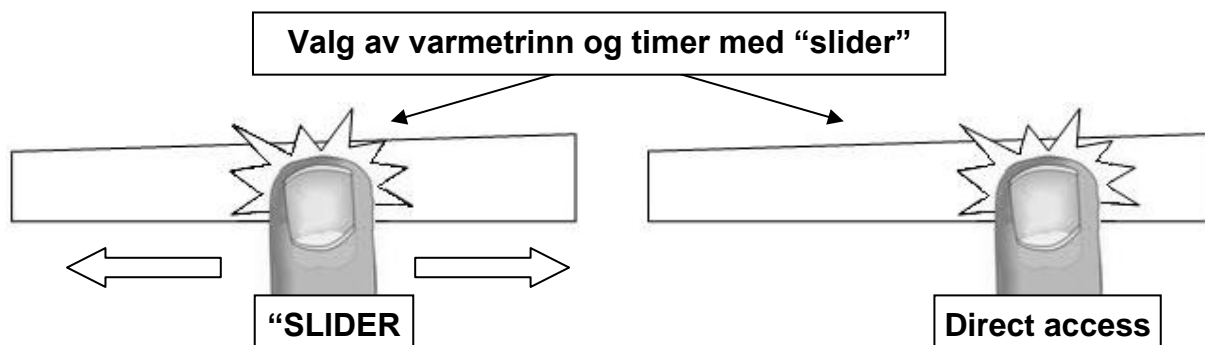 Valg av varmetrinn og timer med “slider”
“SLIDER
Direct access